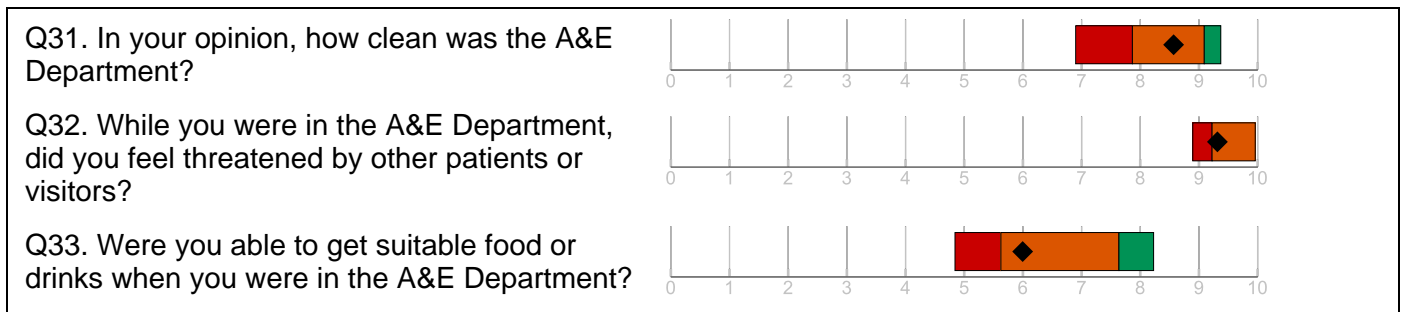 Q31. In your opinion, how clean was the A&E
Department?
0 1 2 3 4 5 6 7 8 9 10
Q32. While you were in the A&E Department,
did you feel threatened by other patients or
visitors?
0 1 2 3 4 5 6 7 8 9 10
Q33. Were you able to get suitable food or
drinks when you were in the A&E Department?
0 1 2 3 4 5 6 7 8 9 10